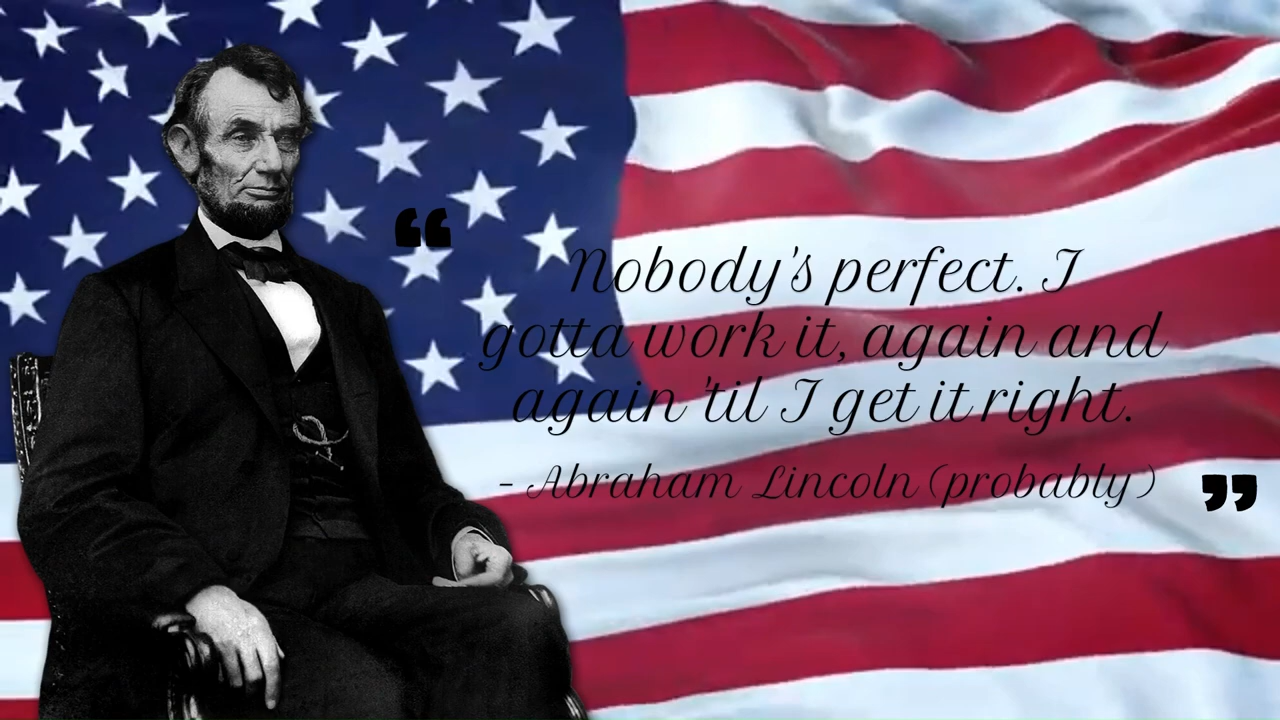 “
Nobody's perfect. I
gotta work it, again and
again 'til I get it right.
- Abraham Lincoln (probably)
”